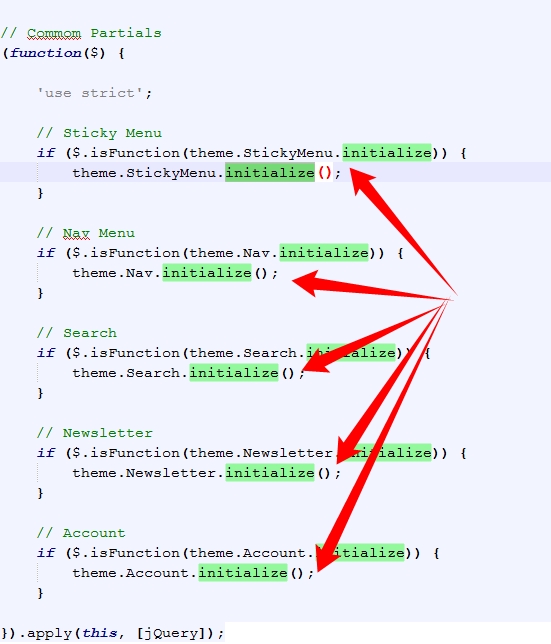 // Commom Partials
(function($) {
'use strict';
// Sticky Menu
if ($.isFunction(theme.StickyMenu.initialize)) {
theme.StickyMenu.initialize();
}
// Nav Menu
if ($.isFunction(theme.Nav.initialize)) {
theme.Nav.initialize();
}
// Search
if ($.isFunction(theme.Search.initialize)) {
theme.Search.initialize();
}
// Newsletter
if ($.isFunction(theme.Newsletter.initialize)) {
theme.Newsletter.initialize();
}
// Account
if ($.isFunction(theme.Account.initialize)) {
theme.Account.initialize();
}
}).apply(this, [jQuery]);